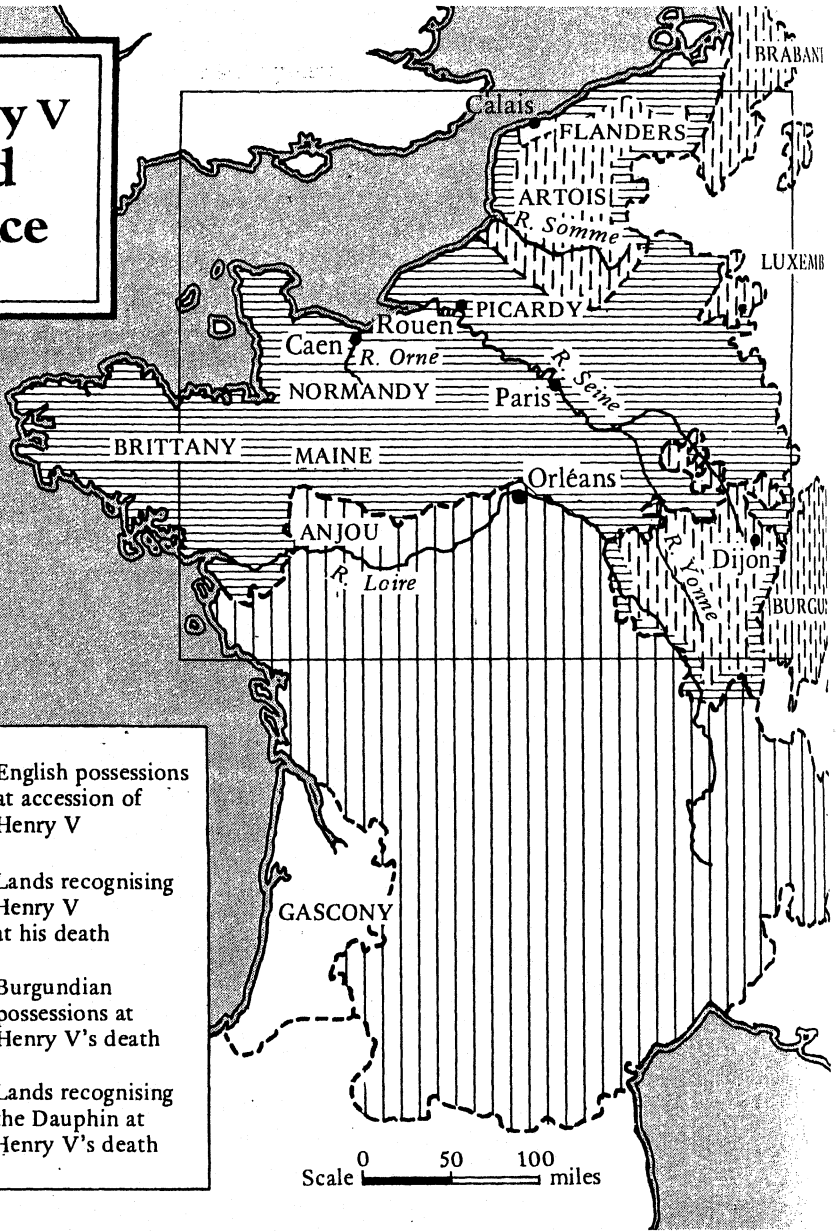 y V
d
ce
BRABANT
Calais
FLANDERS
ARTOIS
R. Somme
LUXEMB
PICARDY
Rouen
Caen
R. Orne
R. Seine
NORMANDY
Paris
BRITTANY
MAINE
Orléans
ANJOU
R. Loire
R. Yonne
Dijon
BURGU
English possessions
at accession of
Henry V
Lands recognising
Henry V
at his death
GASCONY
Burgundian
possessions at
Henry V's death
Lands recognising
the Dauphin at
Henry V's death
0 50 100
Scale miles